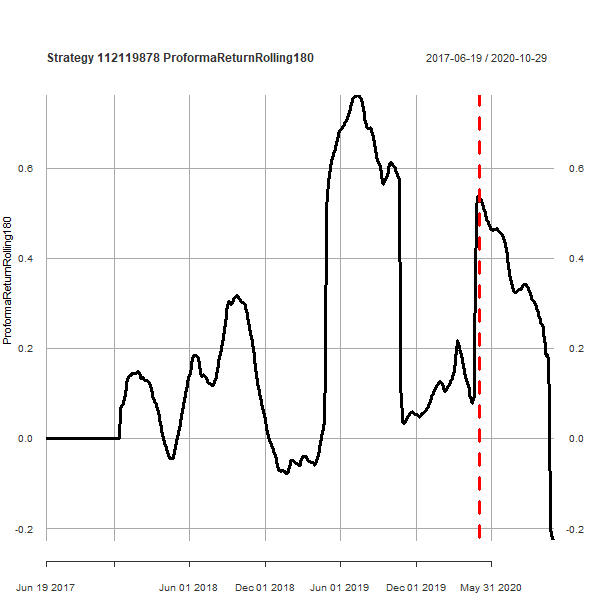 Strategy 112119878 ProformaReturnRolling180
2017-06-19 / 2020-10-29
ProformaReturnRolling180
0.6
0.4
0.2
0.0
-0.2
0.6
0.4
0.2
0.0
-0.2
Jun 19 2017
Jun 01 2018
Dec 01 2018
Jun 01 2019
Dec 01 2019
May 31 2020